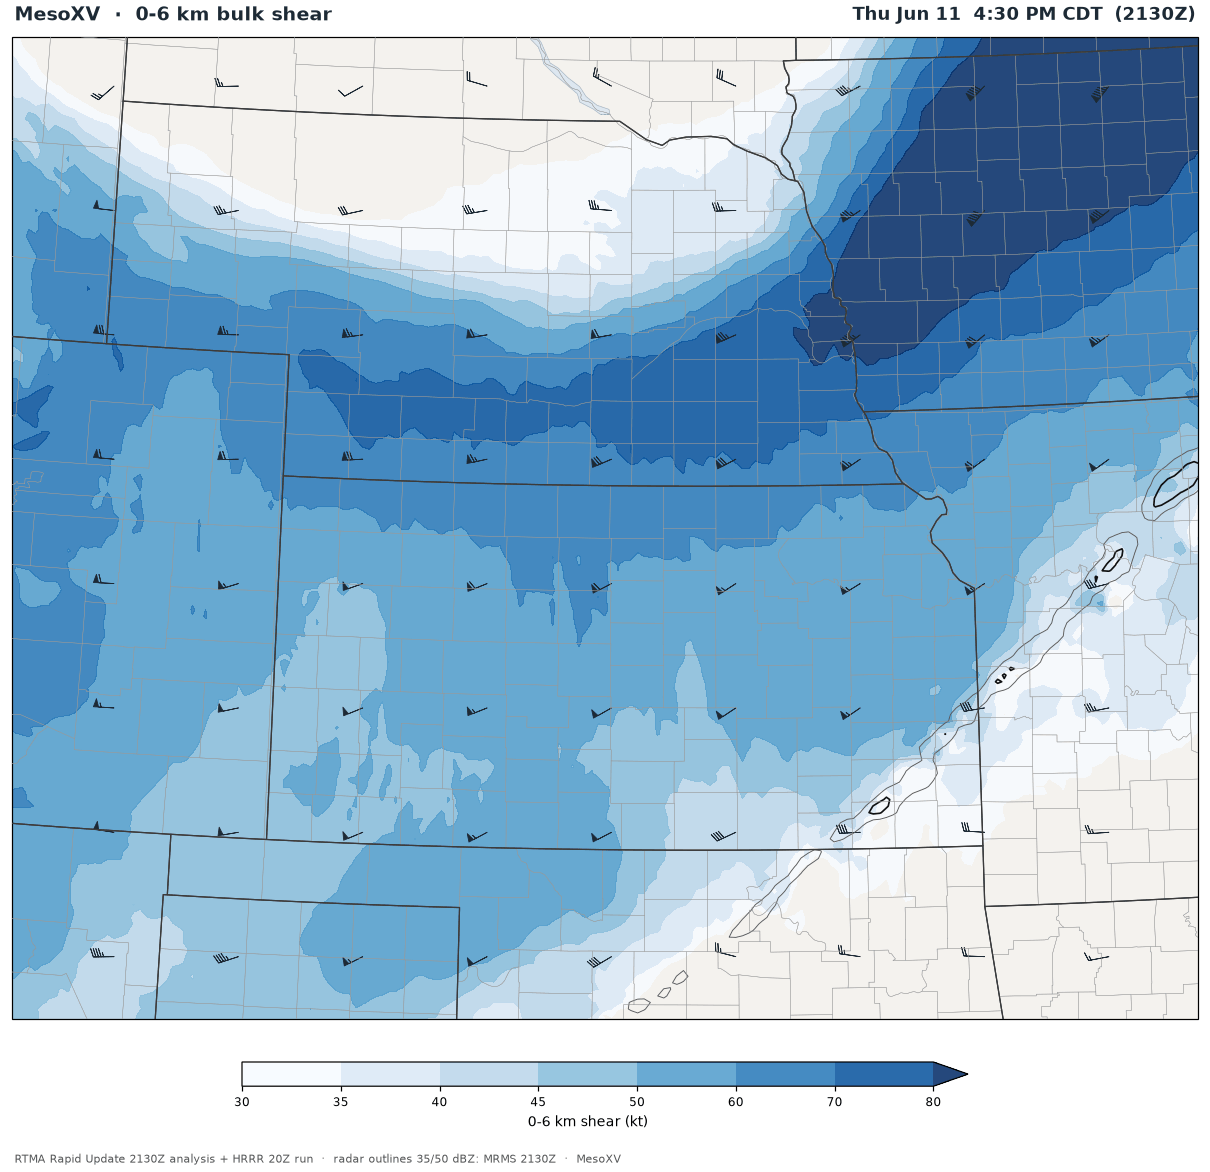 MesoXV · 0-6 km bulk shear
Thu Jun 11 4:30 PM CDT (2130Z)
30 35 40 45 50 60 70 80
0-6 km shear (kt)
RTMA Rapid Update 2130Z analysis + HRRR 20Z run · radar outlines 35/50 dBZ: MRMS 2130Z · MesoXV